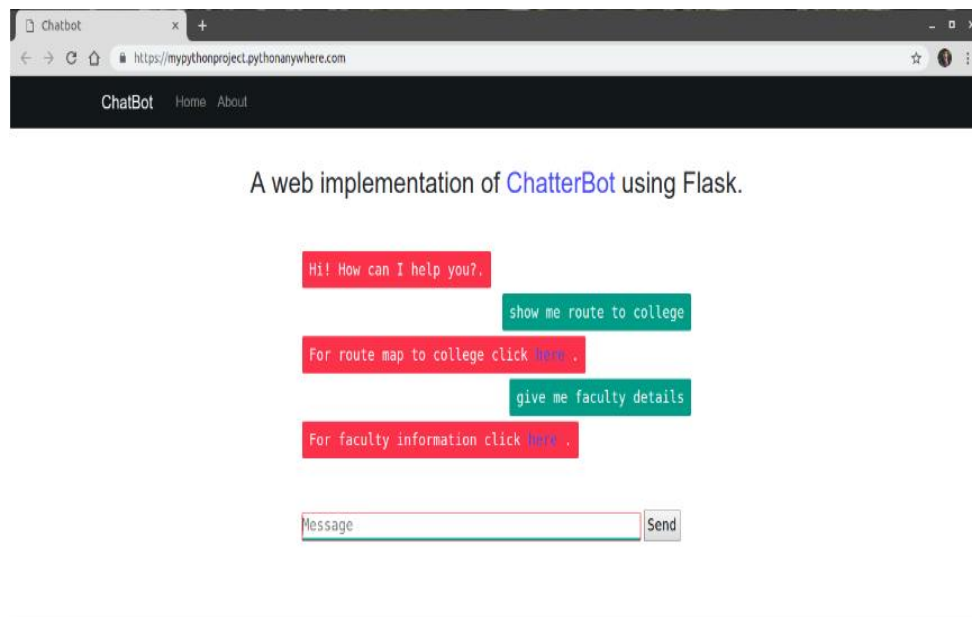 Chatbot
https://mypythonproject.pythonanywhere.com
ChatBot Home About
A web implementation of ChatterBot using Flask.
Hi! How can I help you?.
show me route to college
For route map to college click here .
give me faculty details
For faculty information click here .
Message Send